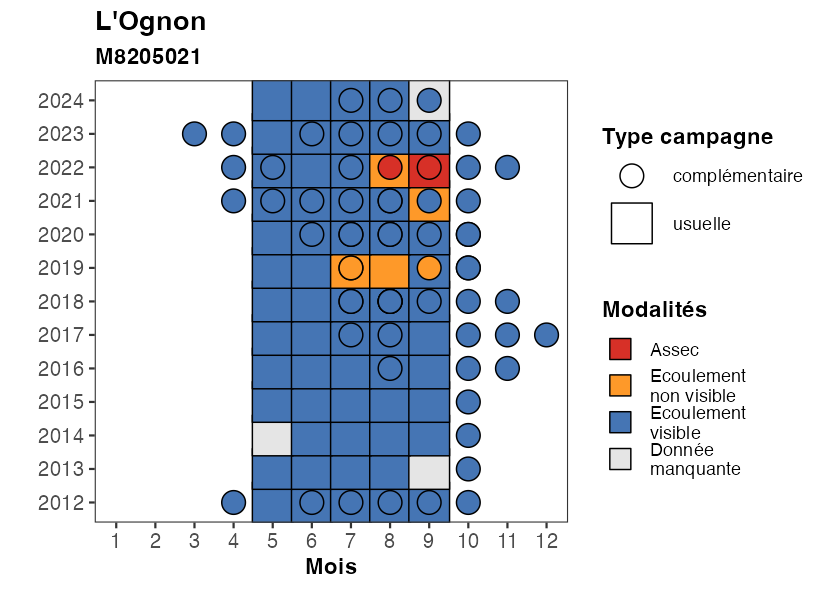 L'Ognon
M8205021
2024
2023
2022
2021
2020
2019
2018
2017
2016
2015
2014
2013
2012
1 2 3 4 5 6 7 8 9 10 11 12
Mois
Type campagne
complémentaire
usuelle
Modalités
Assec
Ecoulement
non visible
Ecoulement
visible
Donnée
manquante